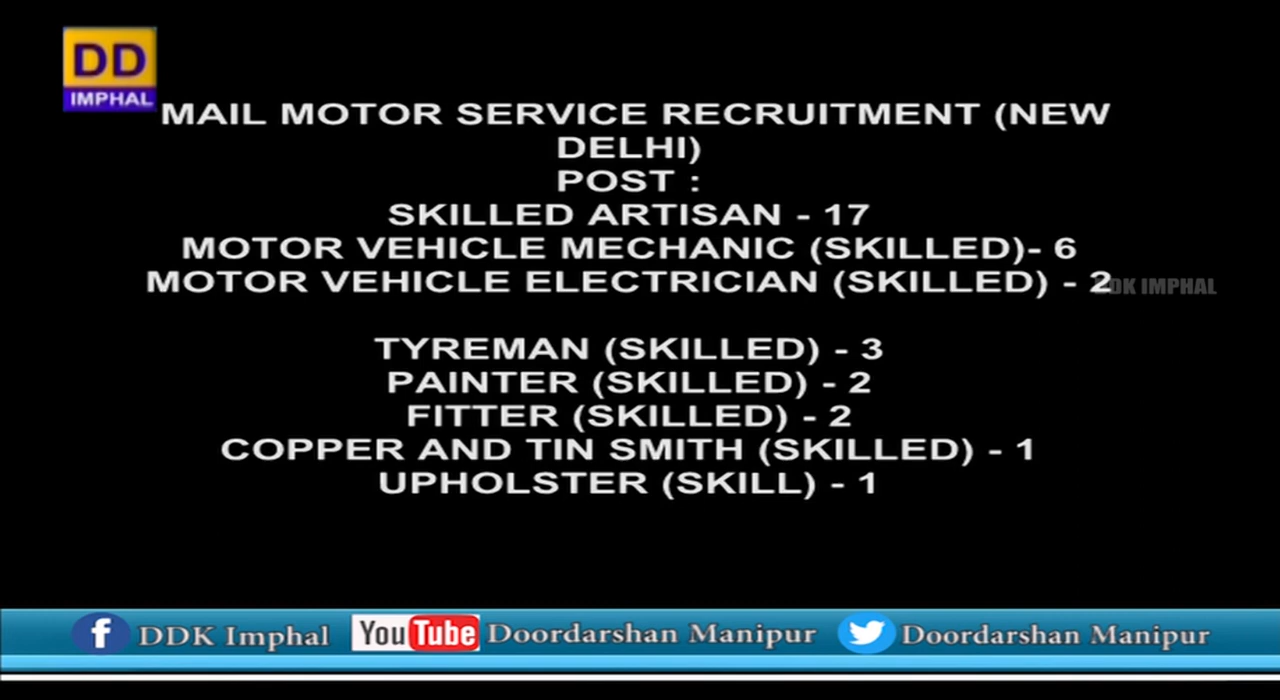 DD
IMPHAL
MAIL MOTOR SERVICE RECRUITMENT (NEW
DELHI)
POST :
SKILLED ARTISAN - 17
MOTOR VEHICLE MECHANIC (SKILLED)- 6
MOTOR VEHICLE ELECTRICIAN (SKILLED) - 2
DDK IMPHAL
TYREMAN (SKILLED) - 3
PAINTER (SKILLED) - 2
FITTER (SKILLED) - 2
COPPER AND TIN SMITH (SKILLED) - 1
UPHOLSTER (SKILL) - 1
f DDK Imphal YouTube Doordarshan Manipur Doordarshan Manipur